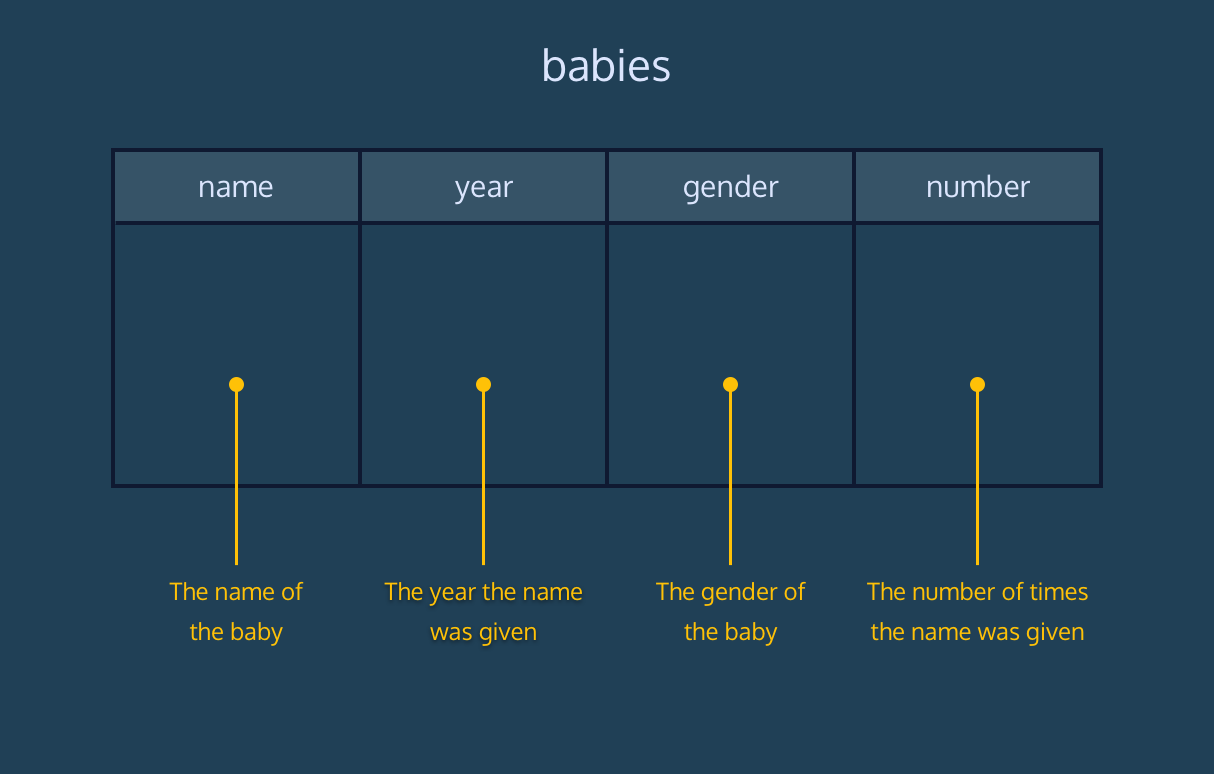 babies
name year gender number
The name of
the baby
The year the name
was given
The gender of
the baby
The number of times
the name was given